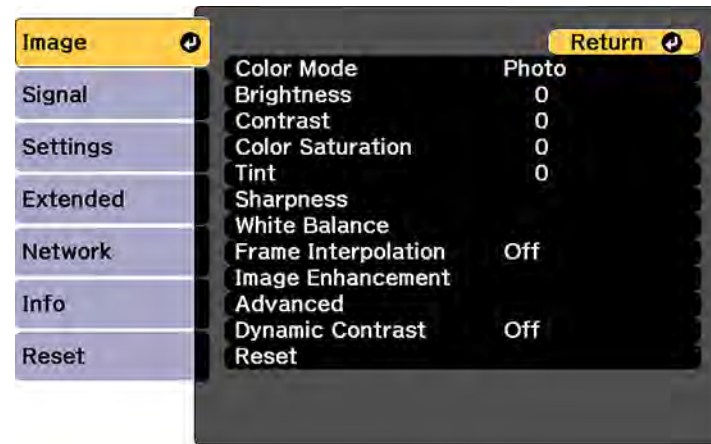 Image
Signal
Settings
Extended
Network
Info
Reset
Return
Color Mode Photo
Brightness 0
Contrast 0
Color Saturation 0
Tint 0
Sharpness
White Balance
Frame Interpolation Off
Image Enhancement
Advanced
Dynamic Contrast Off
Reset